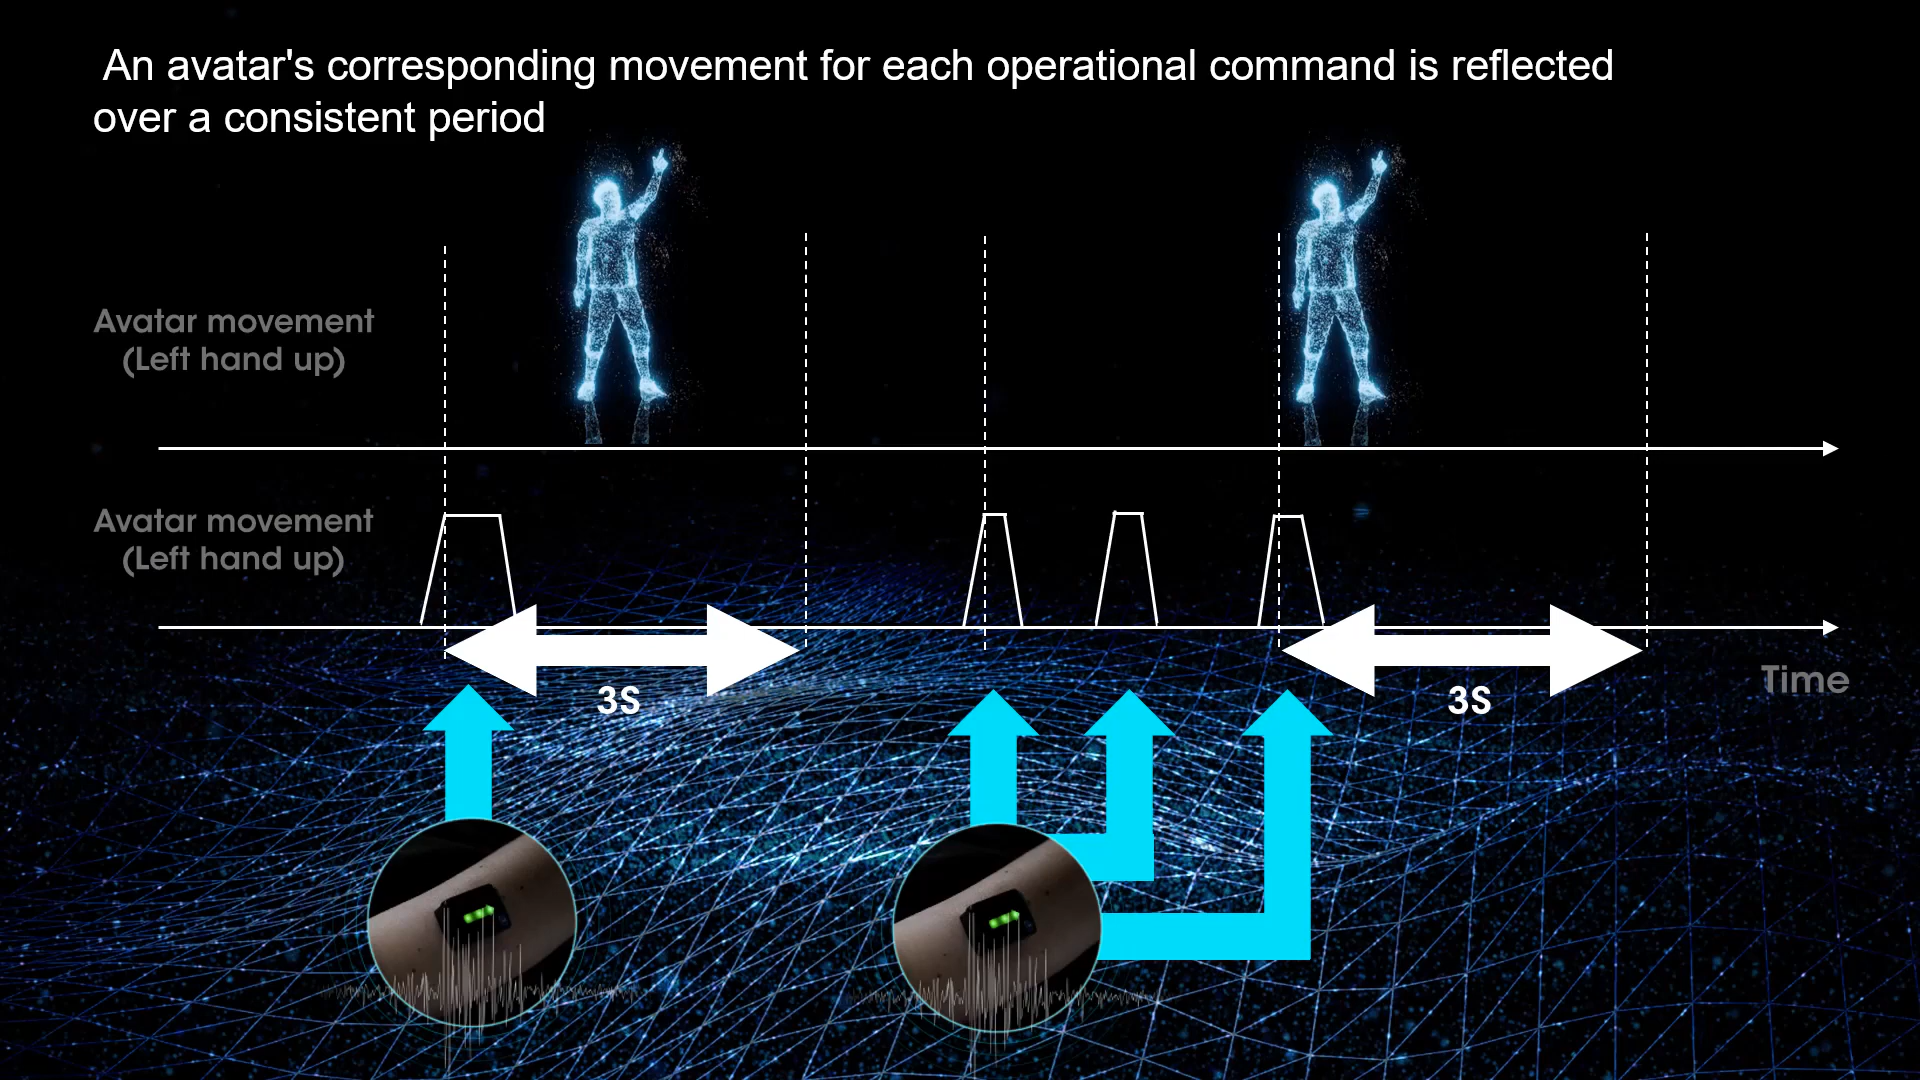 An avatar's corresponding movement for each operational command is reflected
over a consistent period
Avatar movement
(Left hand up)
Avatar movement
(Left hand up)
3S
3S
Time